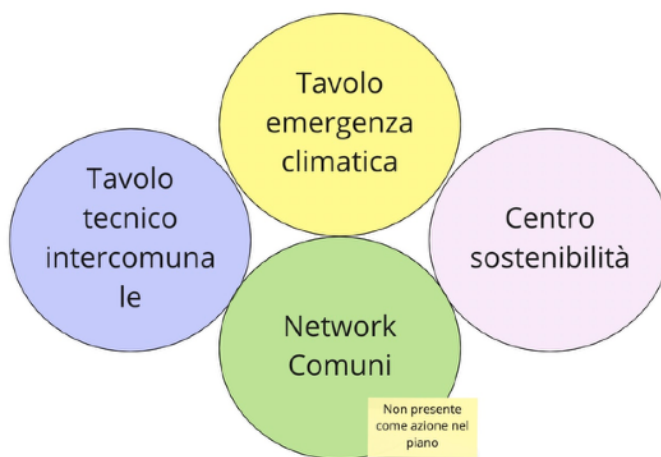 Tavolo
emergenza
climatica
Tavolo
tecnico
intercomuna
le
Centro
sostenibilità
Network
Comuni
Non presente
come azione nel
piano